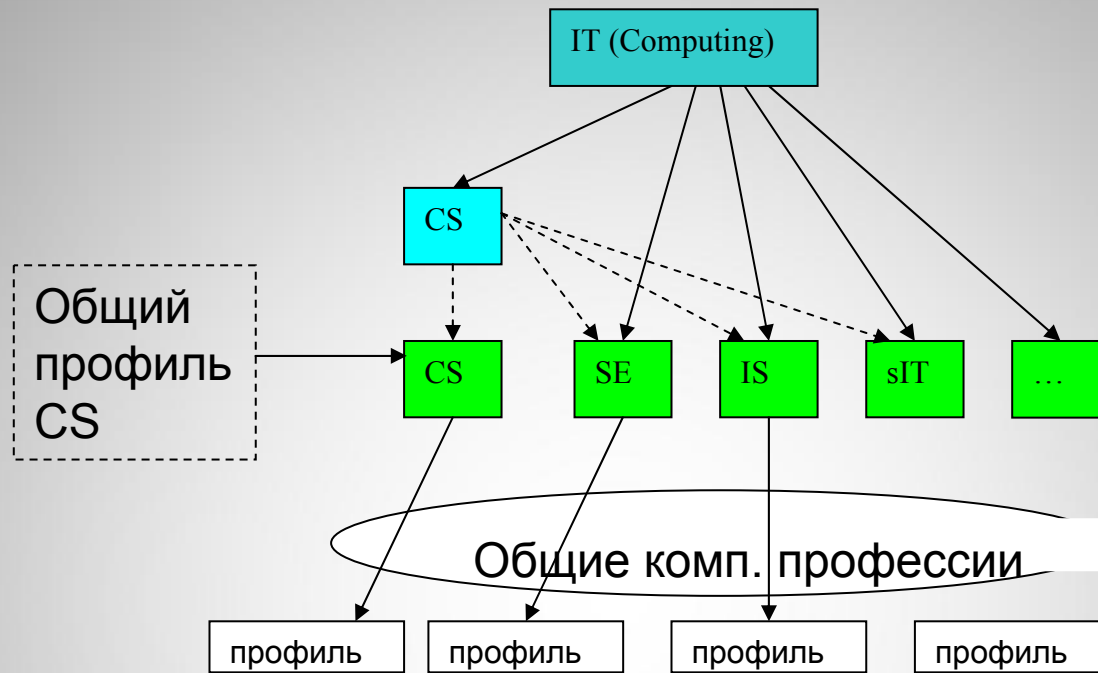 IT (Computing)
CS
Общий
профиль
CS
CS
SE
IS
sIT
…
Общие комп. профессии
профиль
профиль
профиль
профиль